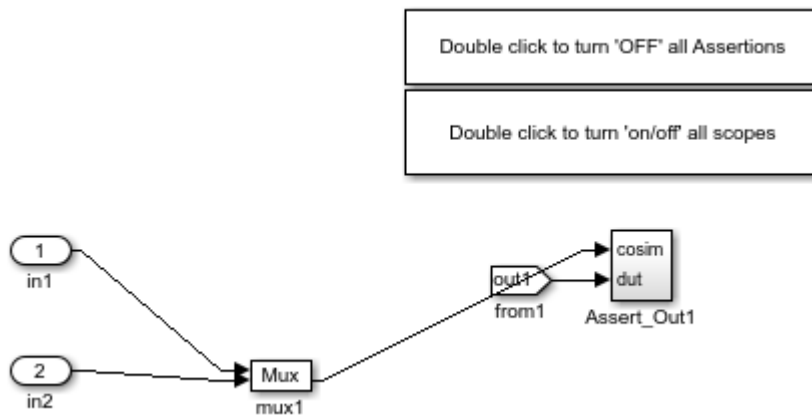 Double click to turn 'OFF' all Assertions
Double click to turn 'on/off' all scopes
1
in1
cosim
out1
dut
from1
Assert_Out1
2
in2
Mux
mux1